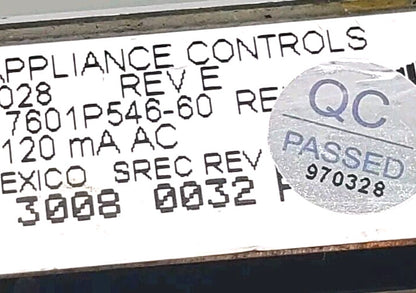 APPLIANCE CONTROLS
028 REV E
7601P546-60 RE
120 mA AC
EXICO SREC REV
3008 0032
QC
PASSED
970328